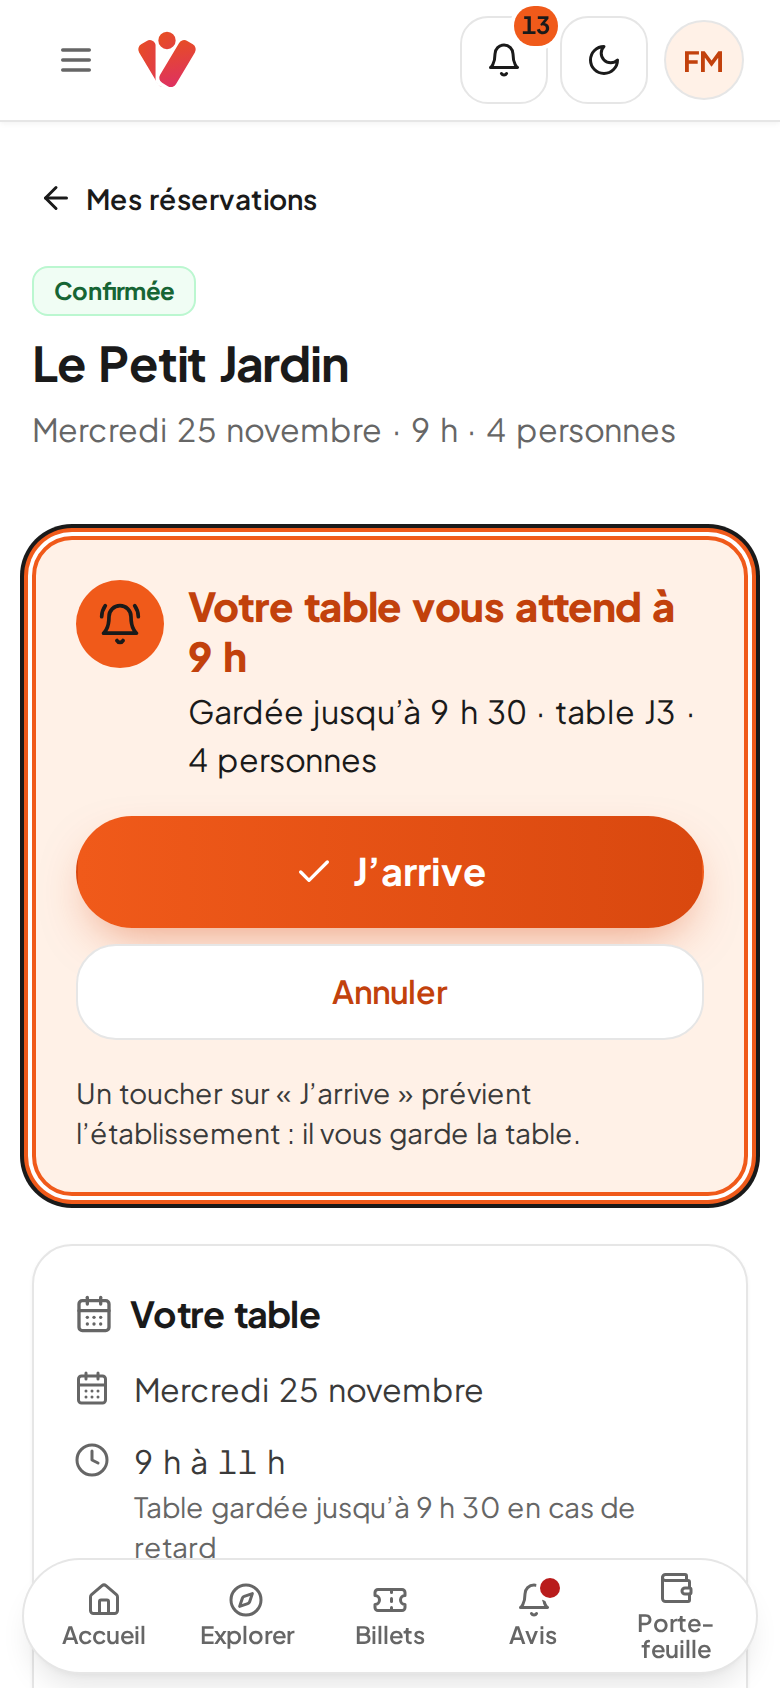 13
FM
Mes réservations
Confirmée
Le Petit Jardin
Mercredi 25 novembre · 9 h · 4 personnes
Votre table vous attend à
9 h
Gardée jusqu’à 9 h 30 · table J3 ·
4 personnes
J’arrive
Annuler
Un toucher sur « J’arrive » prévient
l’établissement : il vous garde la table.
Votre table
Mercredi 25 novembre
9 h à 11 h
Table gardée jusqu’à 9 h 30 en cas de
retard
Accueil
Explorer
Billets
Avis
Porte-
feuille